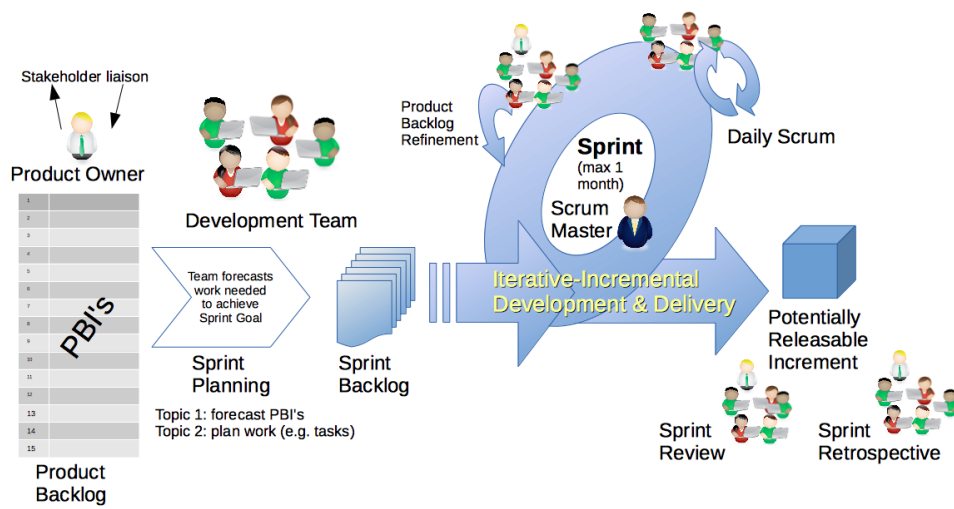 Stakeholder liaison
Product Owner
1
2
3
4
5
6
7
8
9
10
11
12
13
14
15
PBI's
Product
Backlog
Development Team
Team forecasts
work needed
to achieve
Sprint Goal
Sprint
Planning
Topic 1: forecast PBI's
Topic 2: plan work (e.g. tasks)
Sprint
Backlog
Product
Backlog
Refinement
Sprint
(max 1
month)
Scrum
Master
Daily Scrum
Iterative-Incremental
Development & Delivery
Potentially
Releasable
Increment
Sprint
Review
Sprint
Retrospective